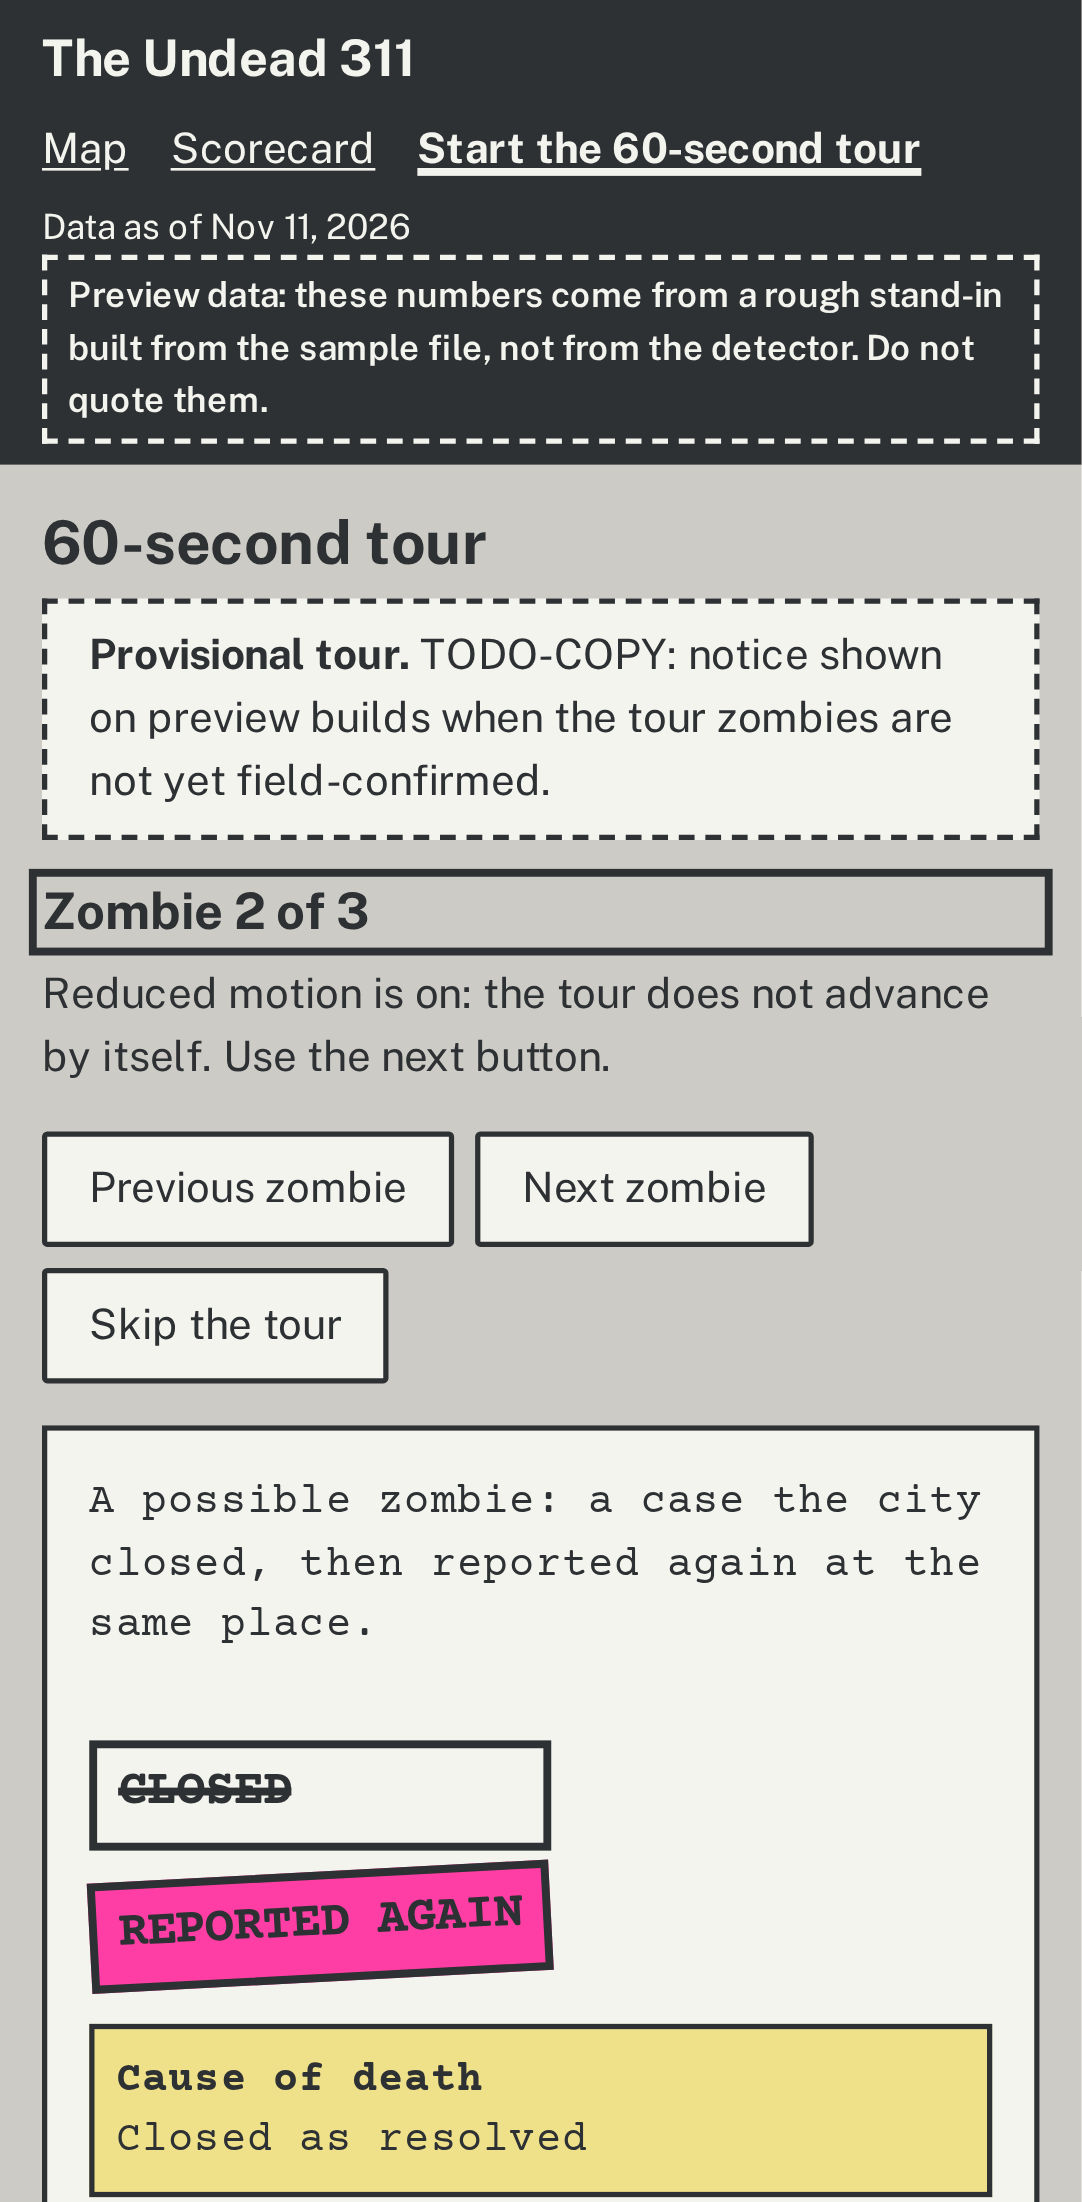 The Undead 311
Map Scorecard Start the 60-second tour
Data as of Nov 11, 2026
Preview data: these numbers come from a rough stand-in
built from the sample file, not from the detector. Do not
quote them.
60-second tour
Provisional tour. TODO-COPY: notice shown
on preview builds when the tour zombies are
not yet field-confirmed.
Zombie 2 of 3
Reduced motion is on: the tour does not advance
by itself. Use the next button.
Previous zombie Next zombie
Skip the tour
A possible zombie: a case the city
closed, then reported again at the
same place.
CLOSED
REPORTED AGAIN
Cause of death
Closed as resolved